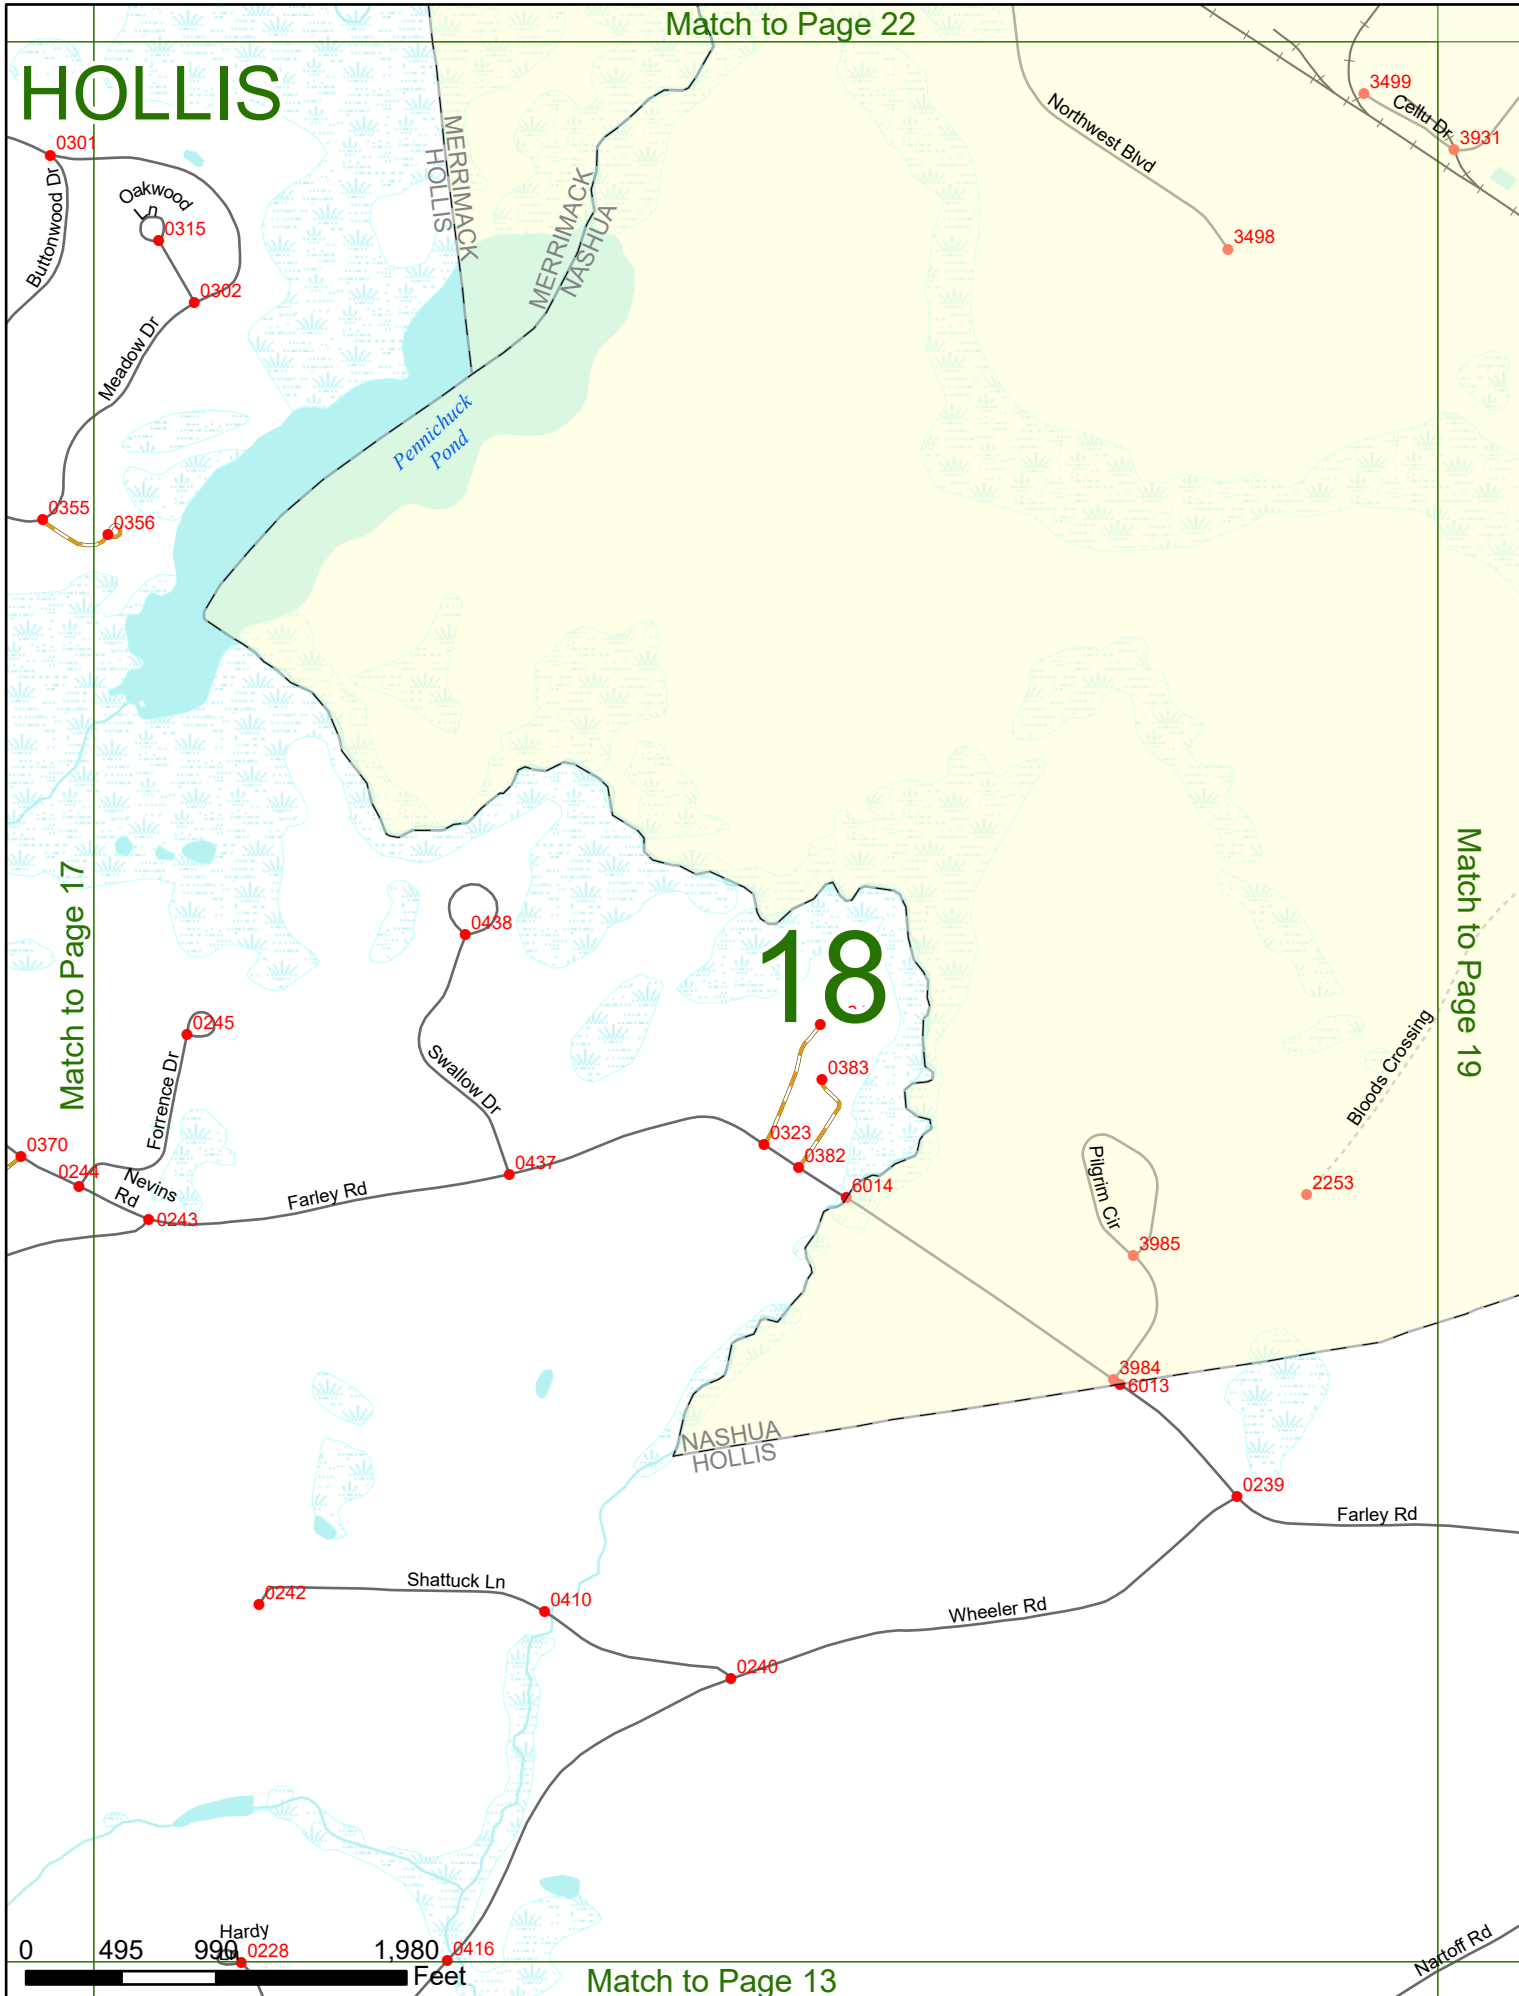 Match to Page 22
HOLLIS
3499
Cellu Dr
3931
Northwest Blvd
0301
MERRIMACK
HOLLIS
Buttonwood Dr
Oakwood
Ln
0315
MERRIMACK
NASHUA
3498
0302
Meadow Dr
Pennichuck
Pond
0355
0356
Match to Page 17
Match to Page 19
0438
18
0245
Forrence Dr
Swallow Dr
Bloods Crossing
0383
0323
0370
0382
0244
Nevins
Rd
0437
Farley Rd
6014
Pilgrim Cir
2253
0243
3985
3984
6013
NASHUA
HOLLIS
0239
Farley Rd
Shattuck Ln
0242
0410
Wheeler Rd
0240
Hardy
Ln
0228
0416
Nartoff Rd
0 495 990 1,980
Feet
Match to Page 13